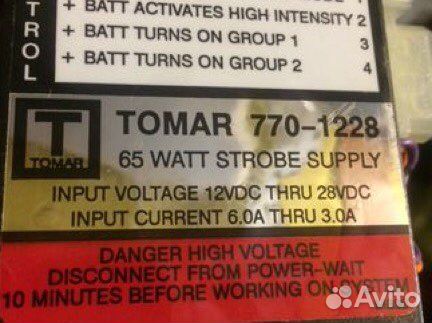 + BATT ACTIVATES HIGH INTENSITY 2
+ BATT TURNS ON GROUP 1 3
+ BATT TURNS ON GROUP 2 4
TROL
T
TOMAR
TOMAR 770-1228
65 WATT STROBE SUPPLY
INPUT VOLTAGE 12VDC THRU 28VDC
INPUT CURRENT 6.0A THRU 3.0A
DANGER HIGH VOLTAGE
DISCONNECT FROM POWER-WAIT
10 MINUTES BEFORE WORKING ON SYSTEM
Avito